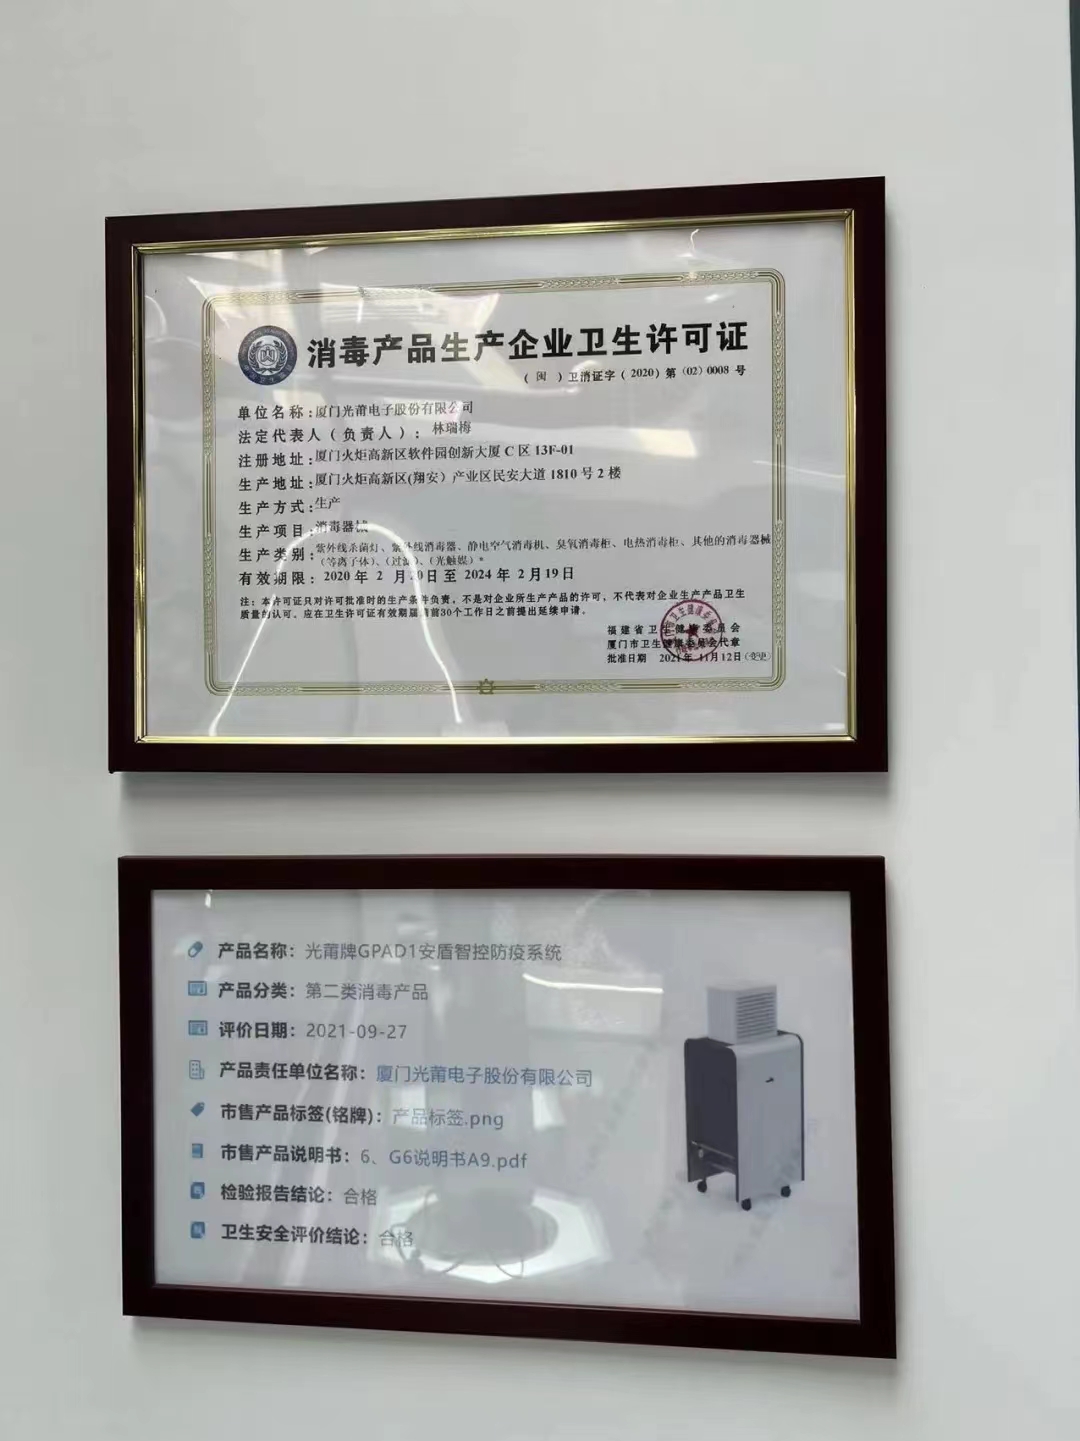 消毒产品生产企业卫生许可证
（ 闽 ）卫消证字（2020）第（02）0008 号
单位名称：厦门光莆电子股份有限公司
法定代表人（负责人）：林瑞梅
注册地址：厦门火炬高新区软件园创新大厦 C 区 13F-01
生产地址：厦门火炬高新区(翔安）产业区民安大道 1810 号 2 楼
生产方式：生产
生产项目：消毒器械
生产类别：紫外线杀菌灯、紫外线消毒器、静电空气消毒机、臭氧消毒柜、电热消毒柜、其他的消毒器械
（等离子体）、（过滤）、（光触媒）*
有效期限：2020 年 2 月 20日 至 2024 年 2 月 19 日
注：本许可证只对许可批准时的生产条件负责，不是对企业所生产产品的许可，不代表对企业生产产品卫生
质量的认可。应在卫生许可证有效期届满前30个工作日之前提出延续申请。
福建省卫生健康委员会
厦门市卫生健康委员会代章
批准日期 2021年 11月 12日（变更）
产品名称：光莆牌GPAD1安盾智控防疫系统
产品分类：第二类消毒产品
评价日期：2021-09-27
产品责任单位名称：厦门光莆电子股份有限公司
市售产品标签(铭牌)：产品标签.png
市售产品说明书：6、G6说明书A9.pdf
检验报告结论：合格
卫生安全评价结论：合格